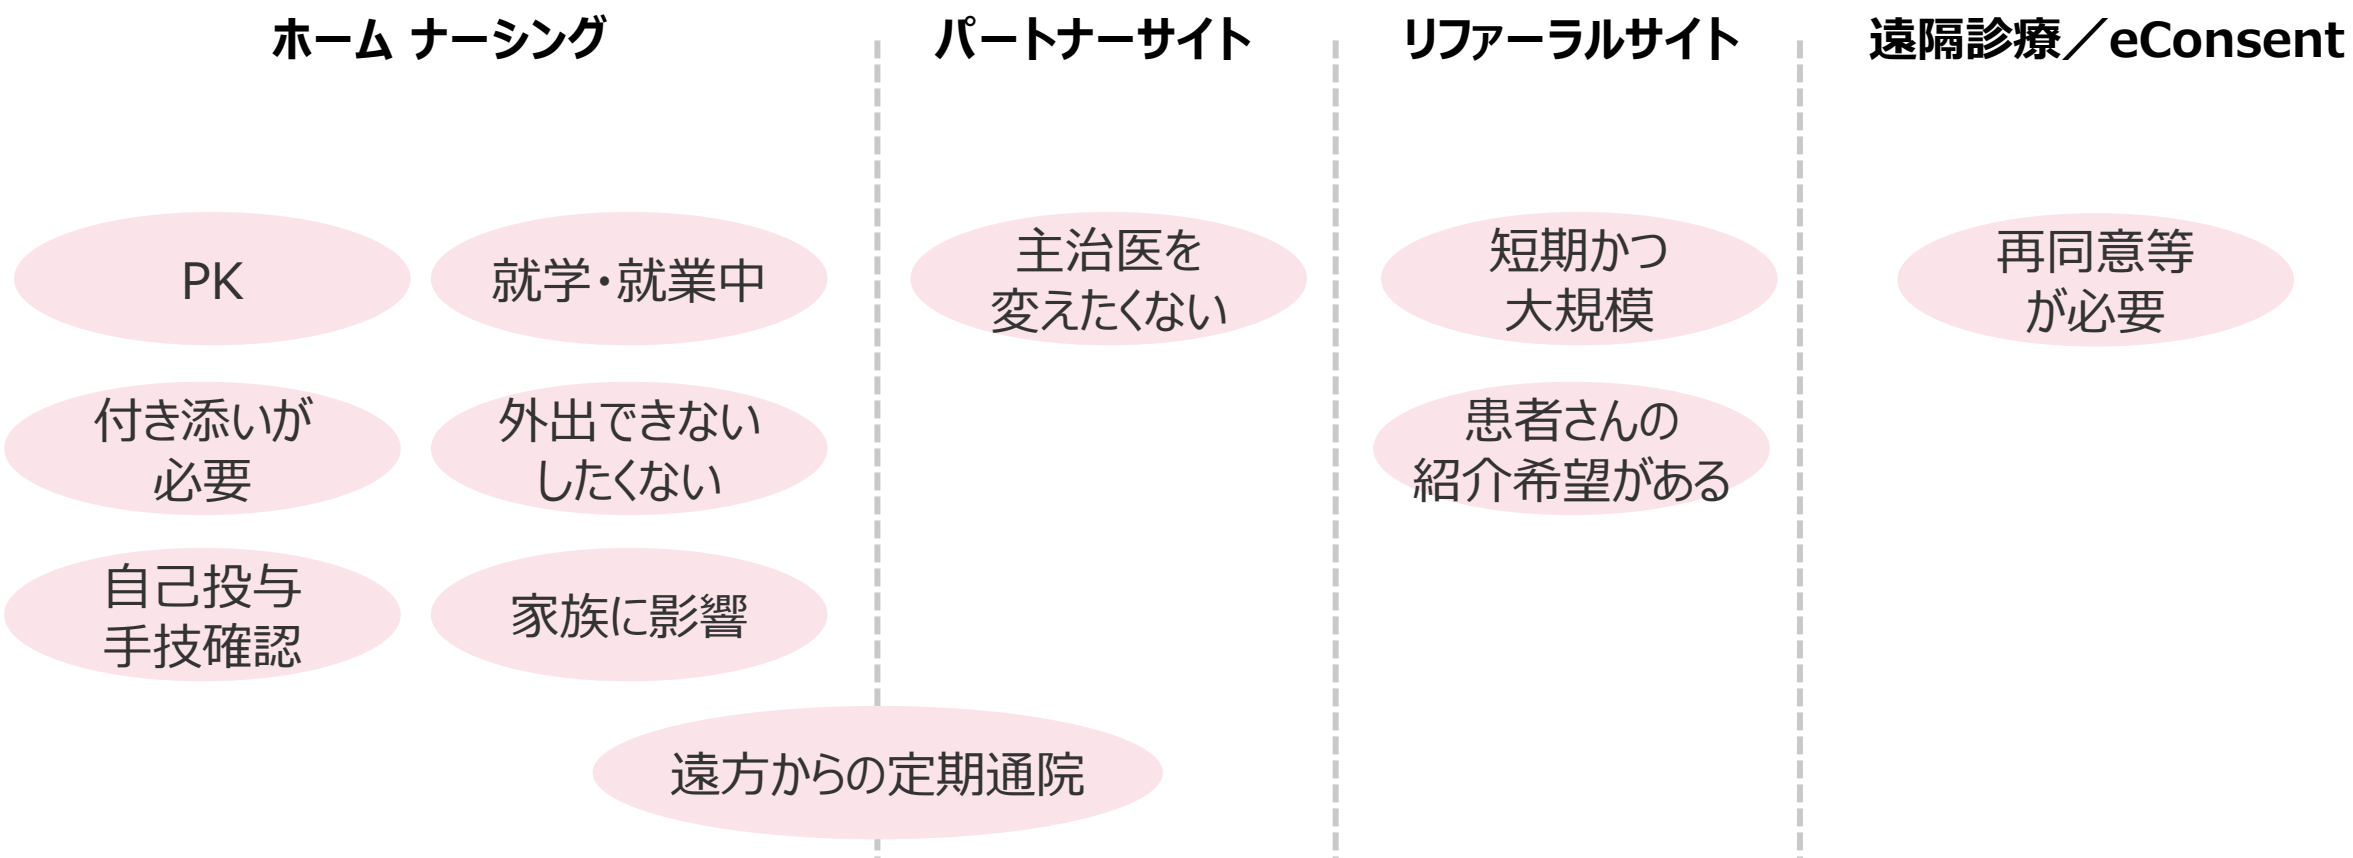 ホーム ナーシング
パートナーサイト
リファーラルサイト
遠隔診療／eConsent
PK
就学・就業中
主治医を
変えたくない
短期かつ
大規模
再同意等
が必要
付き添いが
必要
外出できない
したくない
患者さんの
紹介希望がある
自己投与
手技確認
家族に影響
遠方からの定期通院